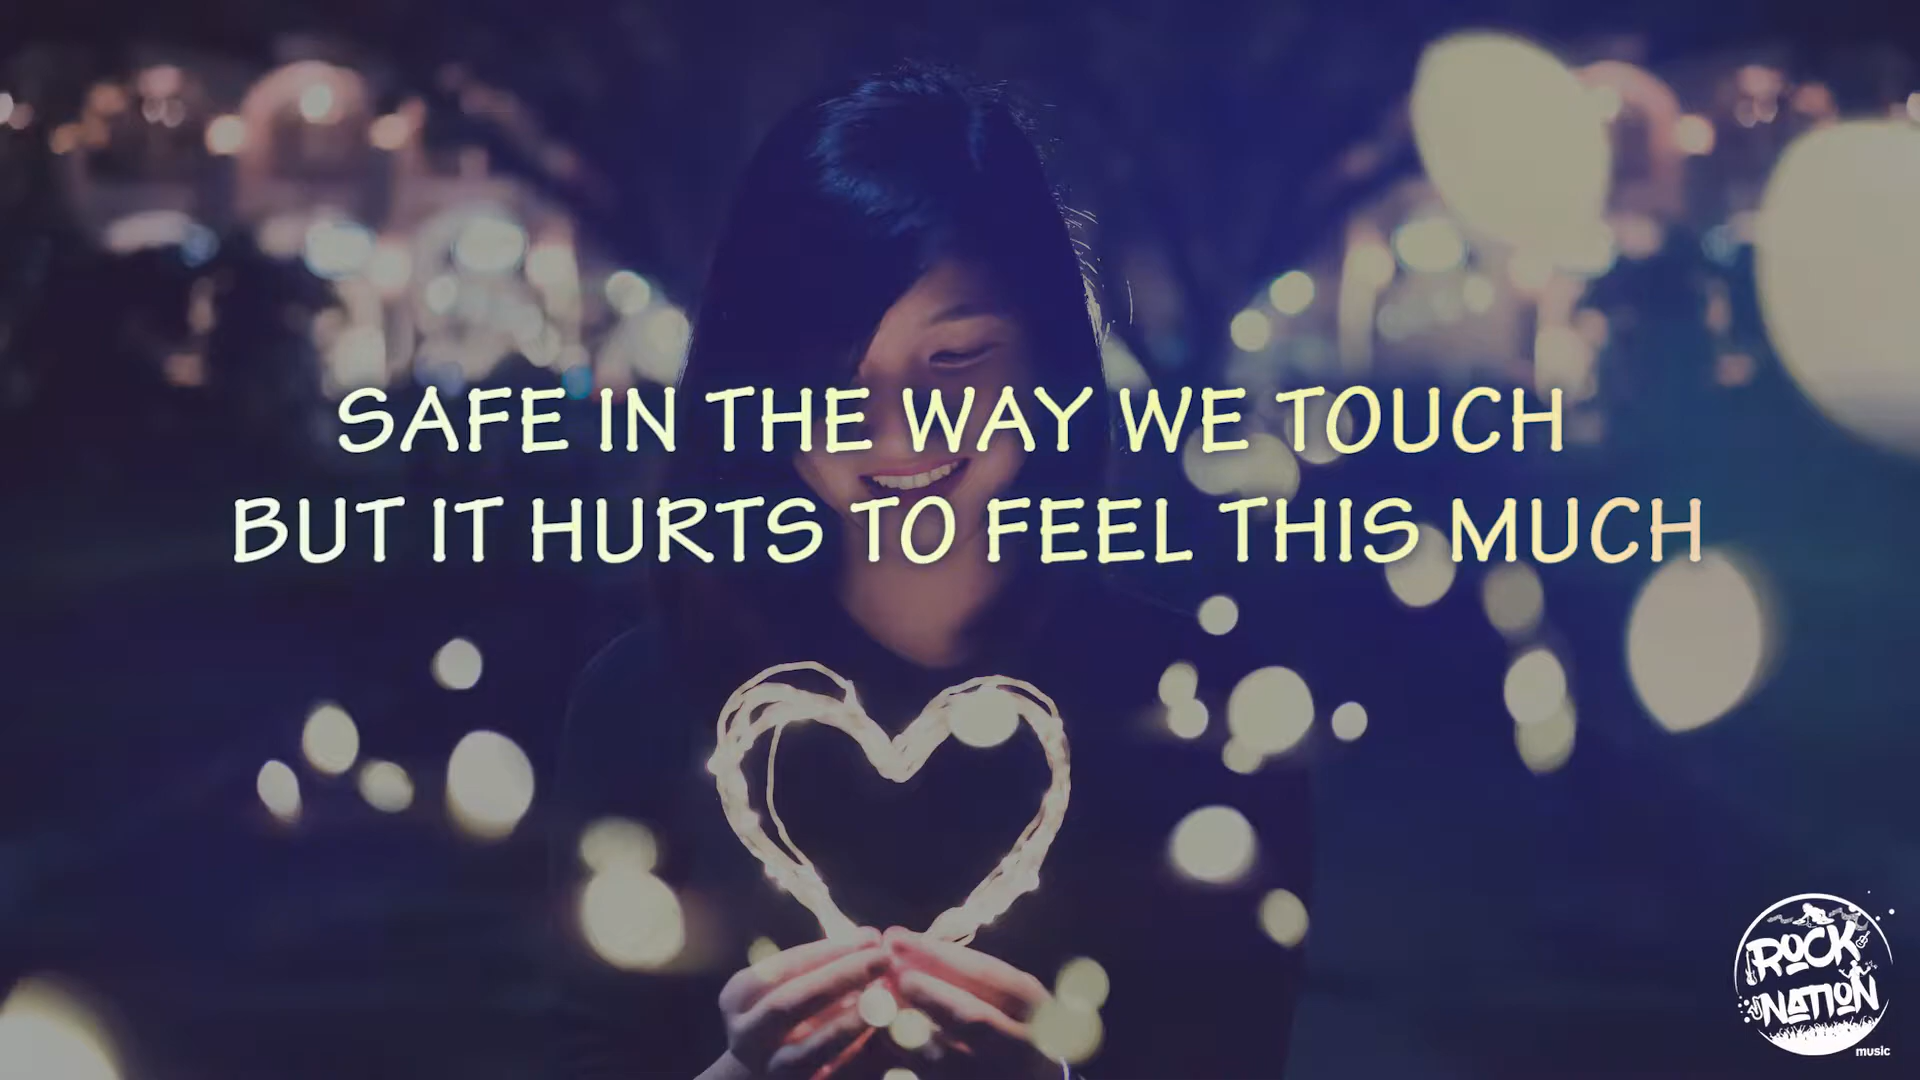 SAFE IN THE WAY WE TOUCH
BUT IT HURTS TO FEEL THIS MUCH
ROCK
NATION
music